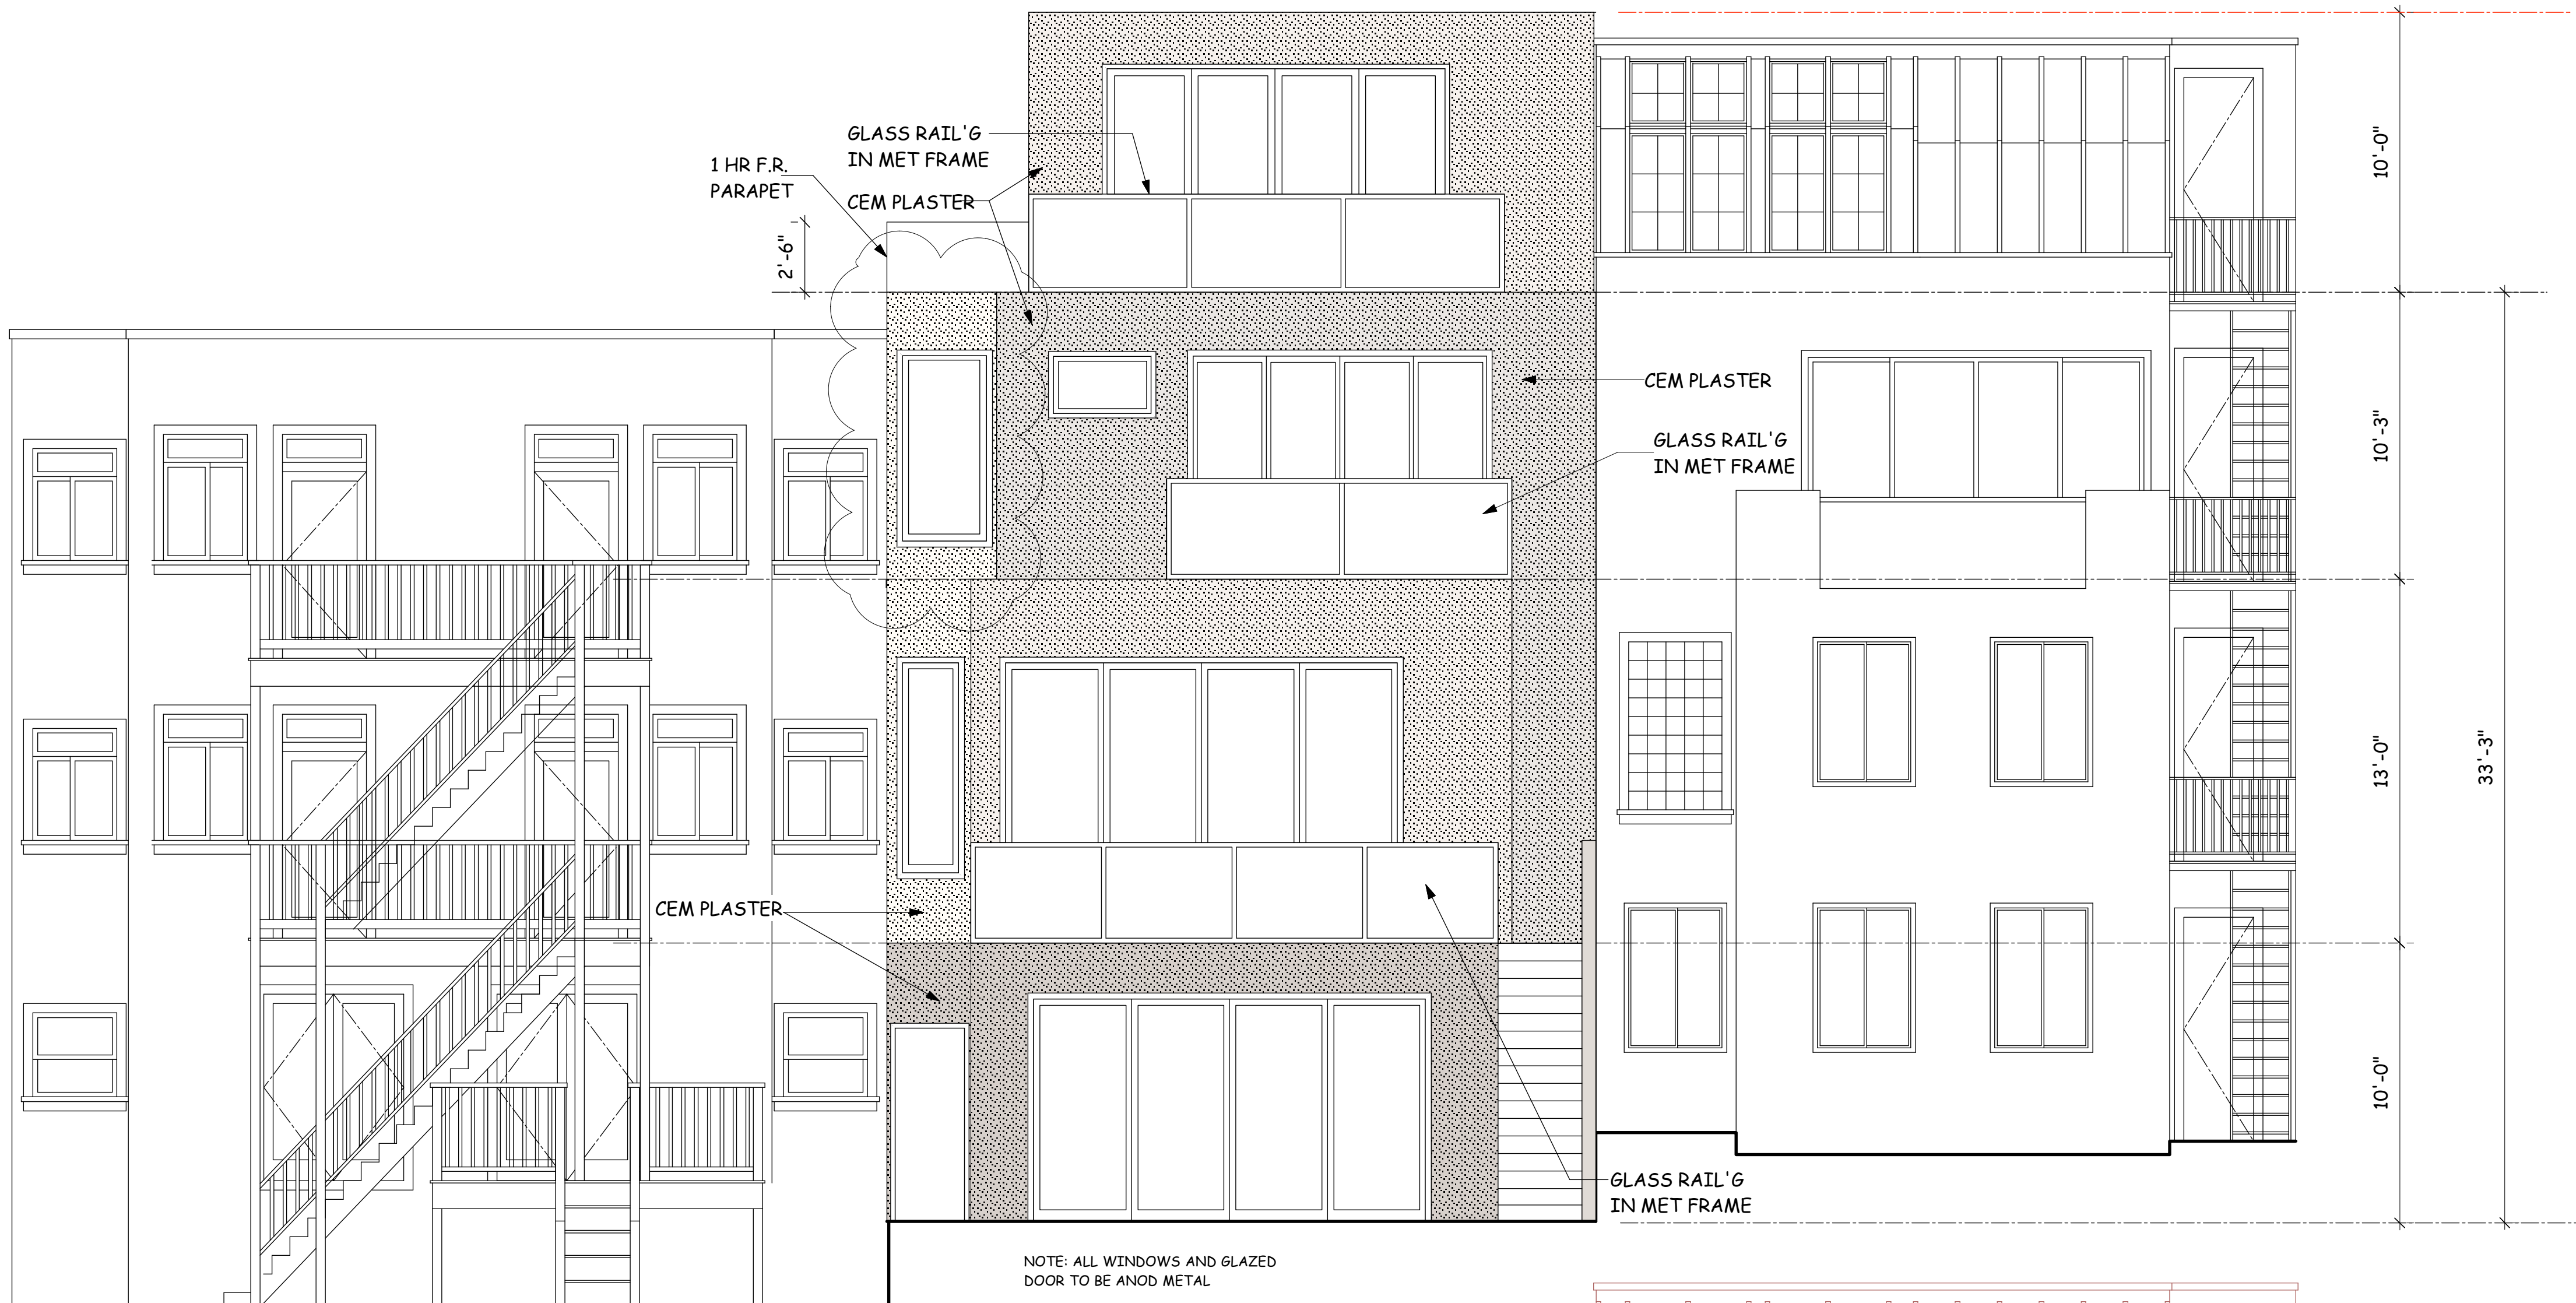 GLASS RAIL'G
IN MET FRAME
1 HR F.R.
PARAPET
CEM PLASTER
2'-6"
10'-0"
CEM PLASTER
10'-3"
GLASS RAIL'G
IN MET FRAME
13'-0"
33'-3"
CEM PLASTER
10'-0"
GLASS RAIL'G
IN MET FRAME
NOTE: ALL WINDOWS AND GLAZED
DOOR TO BE ANOD METAL